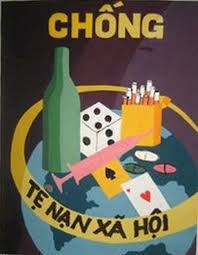 CHỐNG
TỆ NẠN XÃ HỘI